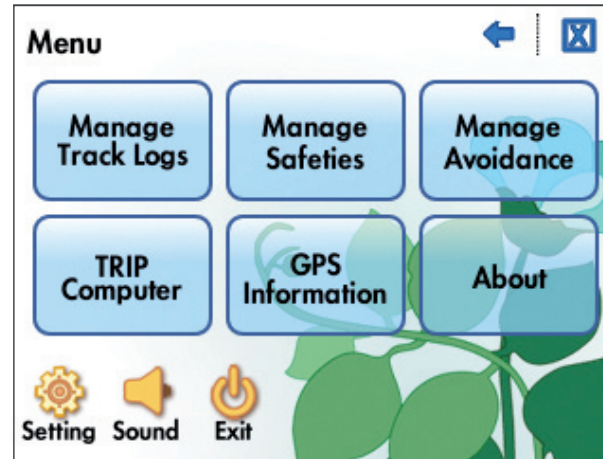 Menu
X
Manage
Track Logs
Manage
Safeties
Manage
Avoidance
TRIP
Computer
GPS
Information
About
Setting
Sound
Exit